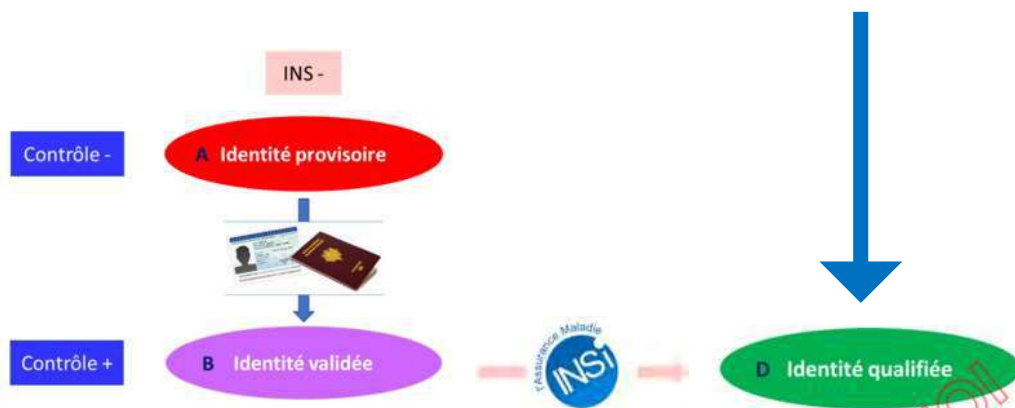 INS -
Contrôle -
A Identité provisoire
Contrôle +
B Identité validée
l'Assurance Maladie
INSi
D Identité qualifiée